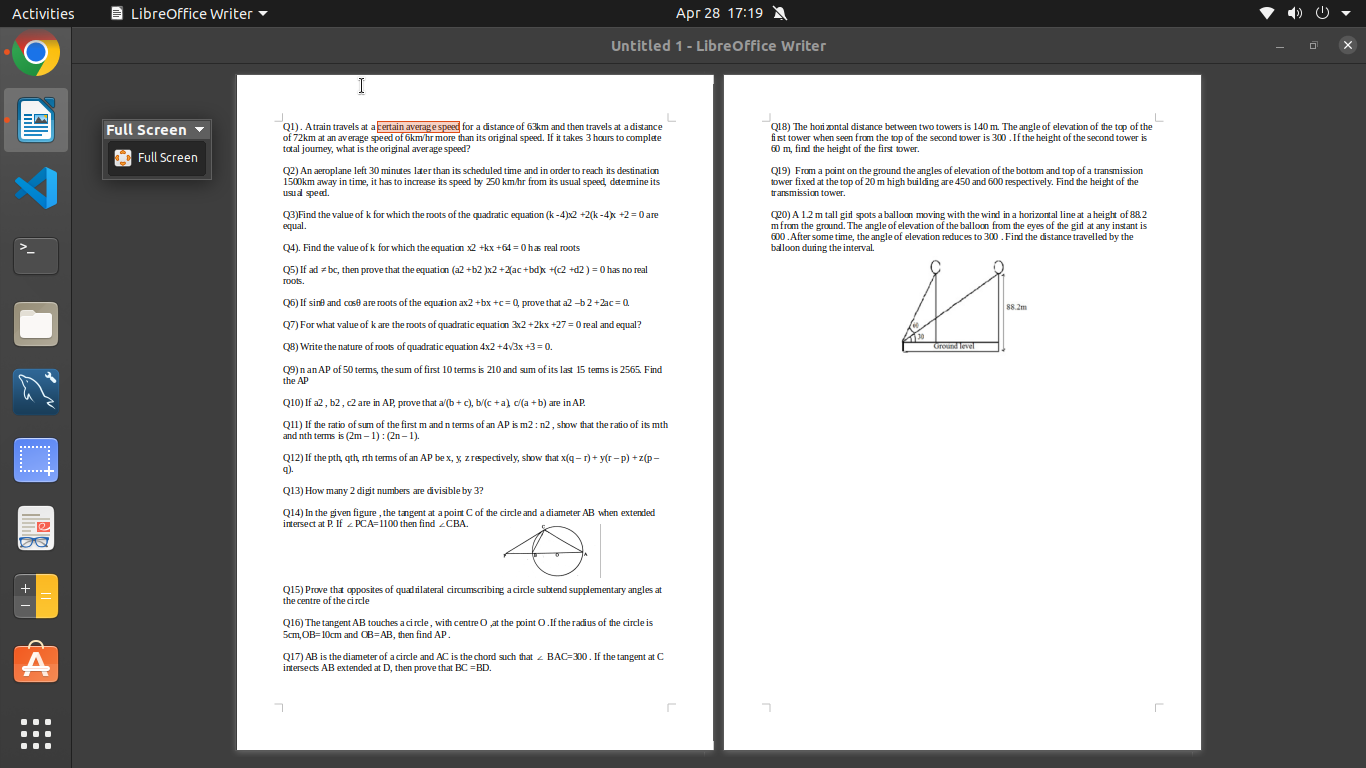 Activities
LibreOffice Writer
Apr 28 17:19
Untitled 1 - LibreOffice Writer
Full Screen
Full Screen
Q1) . A train travels at a certain average speed for a distance of 63km and then travels at a distance
of 72km at an average speed of 6km/hr more than its original speed. If it takes 3 hours to complete
total journey, what is the original average speed?
Q2) An aeroplane left 30 minutes later than its scheduled time and in order to reach its destination
1500km away in time, it has to increase its speed by 250 km/hr from its usual speed, determine its
usual speed.
Q3)Find the value of k for which the roots of the quadratic equation (k -4)x2 +2(k -4)x +2 = 0 are
equal.
Q4). Find the value of k for which the equation x2 +kx +64 = 0 has real roots
Q5) If ad ≠ bc, then prove that the equation (a2 +b2 )x2 +2(ac +bd)x +(c2 +d2 ) = 0 has no real
roots.
Q6) If sinθ and cosθ are roots of the equation ax2 +bx +c = 0, prove that a2 –b 2 +2ac = 0.
Q7) For what value of k are the roots of quadratic equation 3x2 +2kx +27 = 0 real and equal?
Q8) Write the nature of roots of quadratic equation 4x2 +4√3x +3 = 0.
Q9) n an AP of 50 terms, the sum of first 10 terms is 210 and sum of its last 15 terms is 2565. Find
the AP
Q10) If a2 , b2 , c2 are in AP, prove that a/(b + c), b/(c + a), c/(a + b) are in AP.
Q11) If the ratio of sum of the first m and n terms of an AP is m2 : n2 , show that the ratio of its mth
and nth terms is (2m – 1) : (2n – 1).
Q12) If the pth, qth, rth terms of an AP be x, y, z respectively, show that x(q – r) + y(r – p) + z(p –
q).
Q13) How many 2 digit numbers are divisible by 3?
Q14) In the given figure , the tangent at a point C of the circle and a diameter AB when extended
intersect at P. If ∠PCA=1100 then find ∠CBA.
C
P
B
O
A
Q15) Prove that opposites of quadrilateral circumscribing a circle subtend supplementary angles at
the centre of the circle
Q16) The tangent AB touches a circle , with centre O ,at the point O .If the radius of the circle is
5cm,OB=10cm and OB=AB, then find AP .
Q17) AB is the diameter of a circle and AC is the chord such that ∠ BAC=300 . If the tangent at C
intersects AB extended at D, then prove that BC =BD.
Q18) The horizontal distance between two towers is 140 m. The angle of elevation of the top of the
first tower when seen from the top of the second tower is 300 . If the height of the second tower is
60 m, find the height of the first tower.
Q19) From a point on the ground the angles of elevation of the bottom and top of a transmission
tower fixed at the top of 20 m high building are 450 and 600 respectively. Find the height of the
transmission tower.
Q20) A 1.2 m tall girl spots a balloon moving with the wind in a horizontal line at a height of 88.2
m from the ground. The angle of elevation of the balloon from the eyes of the girl at any instant is
600 .After some time, the angle of elevation reduces to 300 . Find the distance travelled by the
balloon during the interval.
88.2m
60
30
Ground level